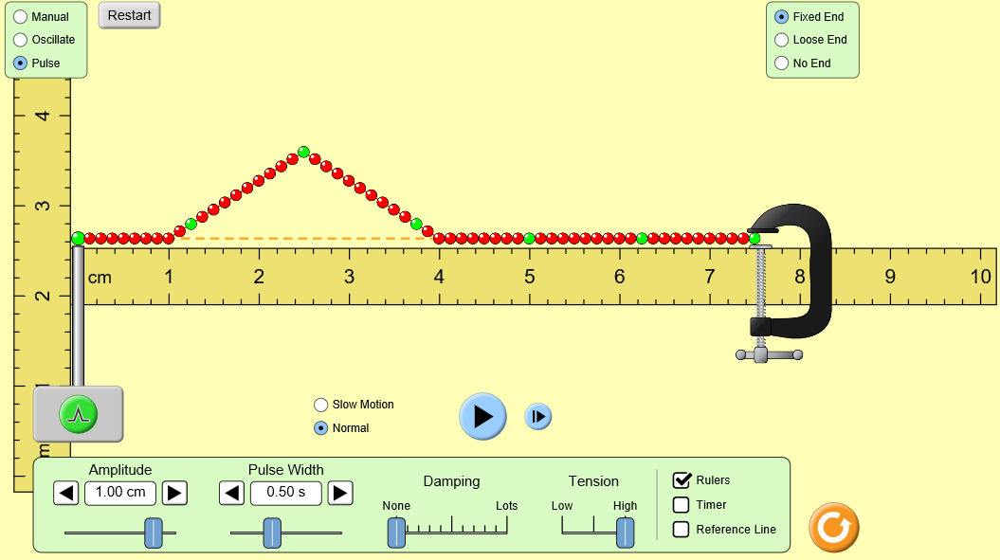 Manual
Oscillate
Pulse
Restart
Fixed End
Loose End
No End
4
3
2
cm 1 2 3 4 5 6 7 8 9 10
Slow Motion
Normal
Amplitude
1.00 cm
Pulse Width
0.50 s
Damping
None Lots
Tension
Low High
Rulers
Timer
Reference Line